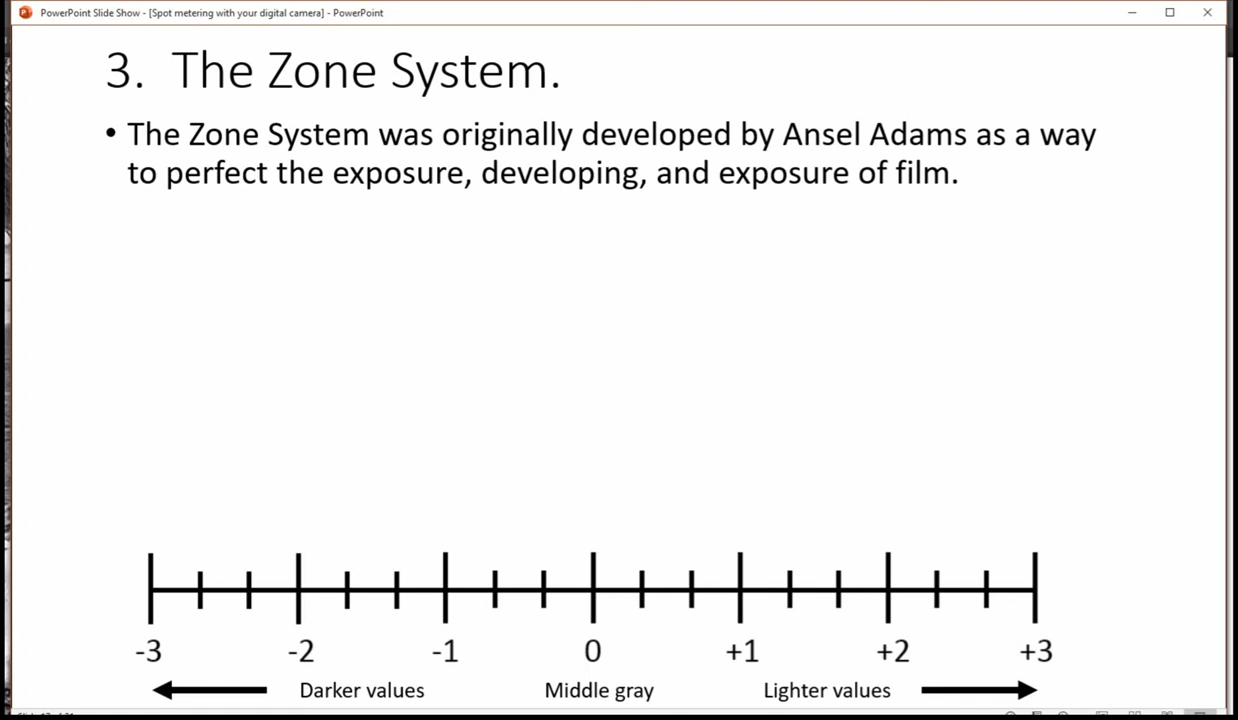 PowerPoint Slide Show - [Spot metering with your digital camera] - PowerPoint
3. The Zone System.
• The Zone System was originally developed by Ansel Adams as a way
to perfect the exposure, developing, and exposure of film.
-3 -2 -1 0 +1 +2 +3
Darker values Middle gray Lighter values